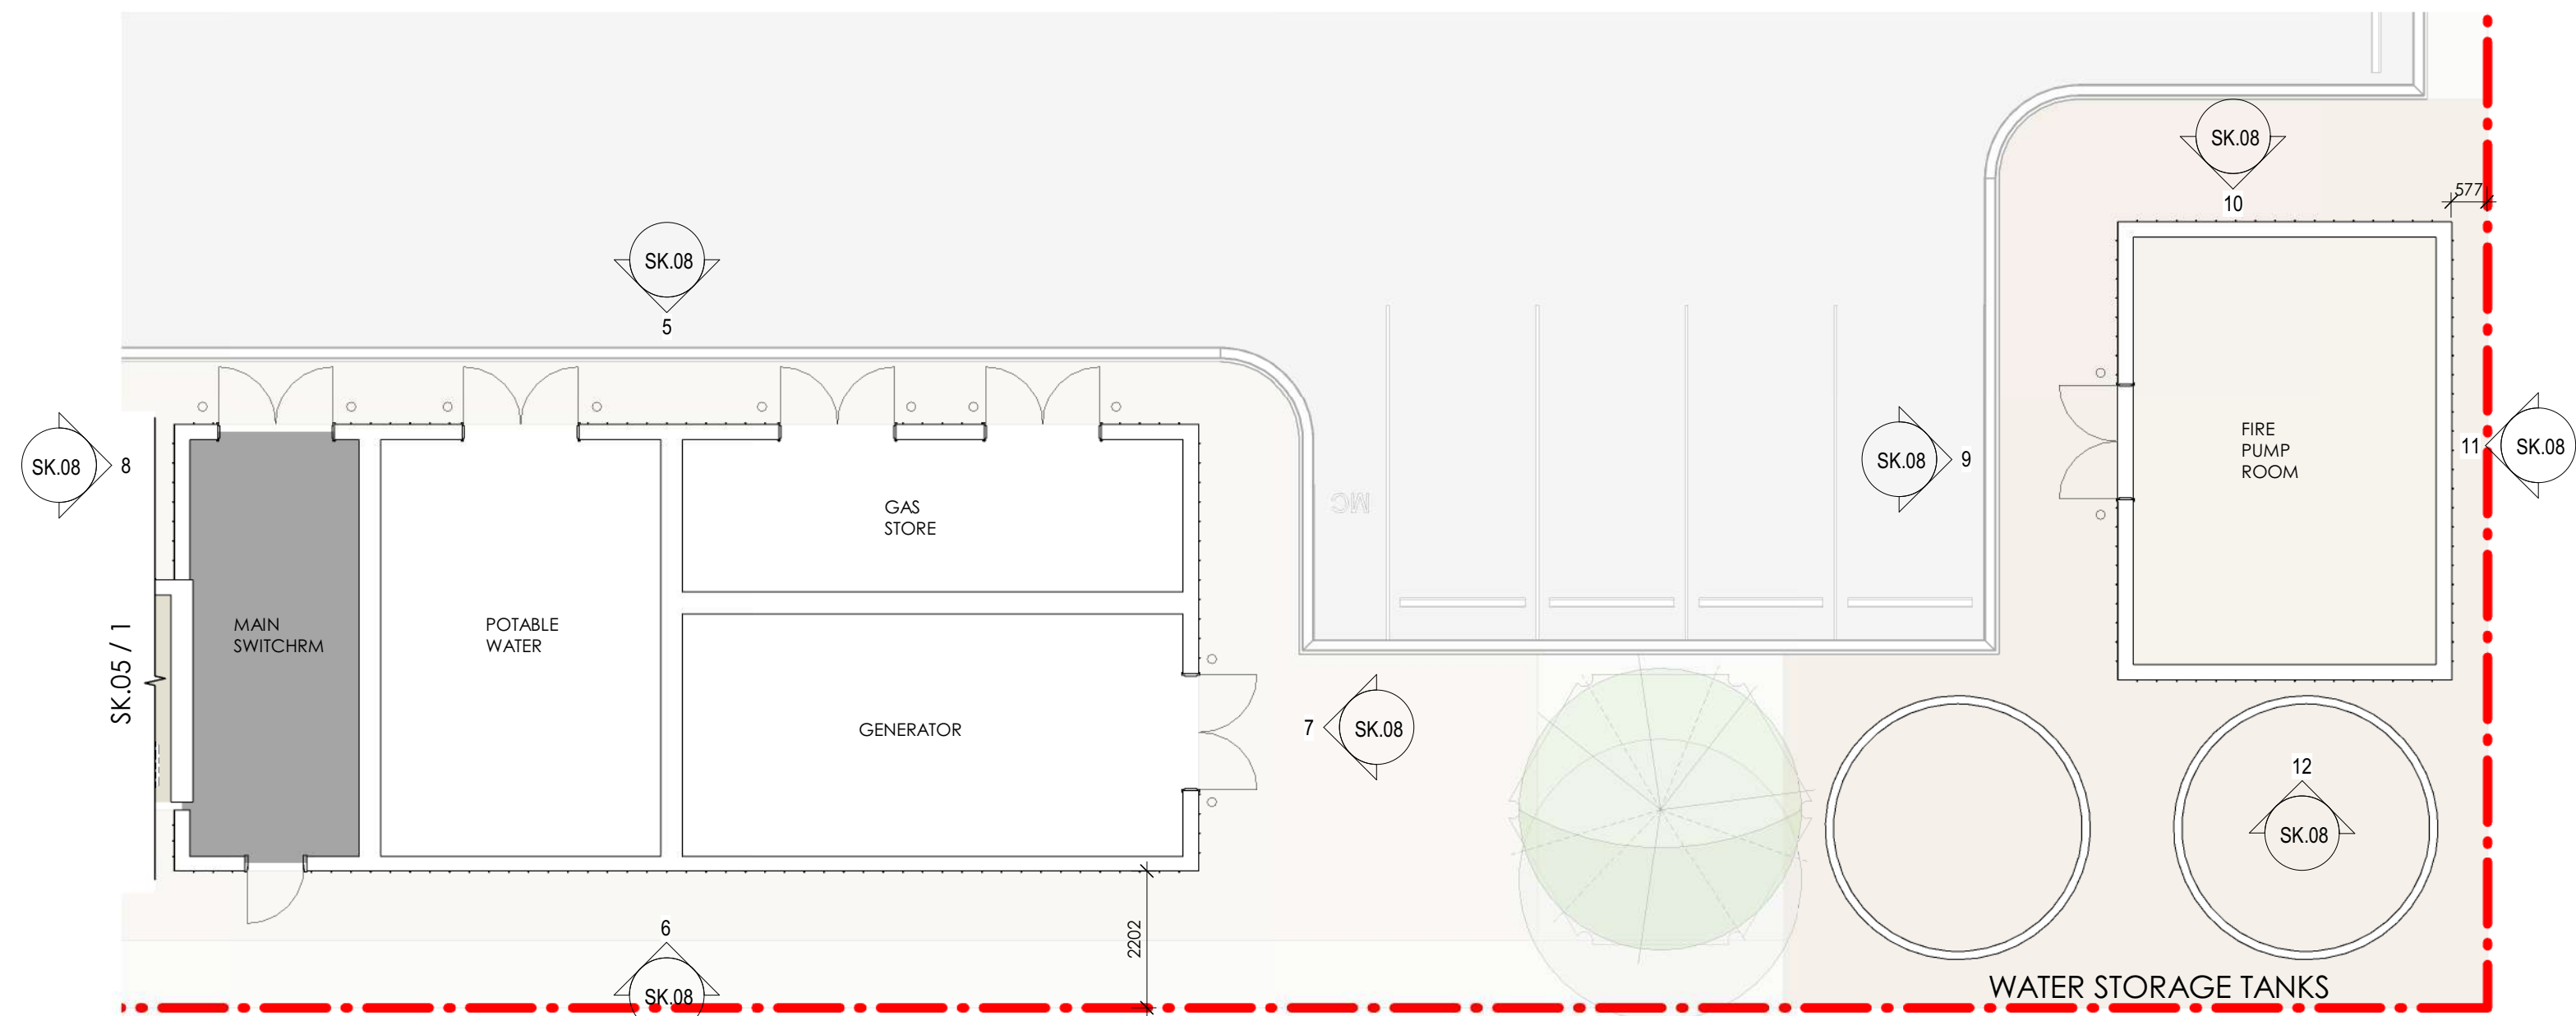 SK.08
10
577
SK.08
5
SK.08
8
SK.08
9
11
SK.08
FIRE
PUMP
ROOM
GAS
STORE
MC
MAIN
SWITCHRM
POTABLE
WATER
SK.05 / 1
GENERATOR
7
SK.08
12
SK.08
6
SK.08
2202
WATER STORAGE TANKS